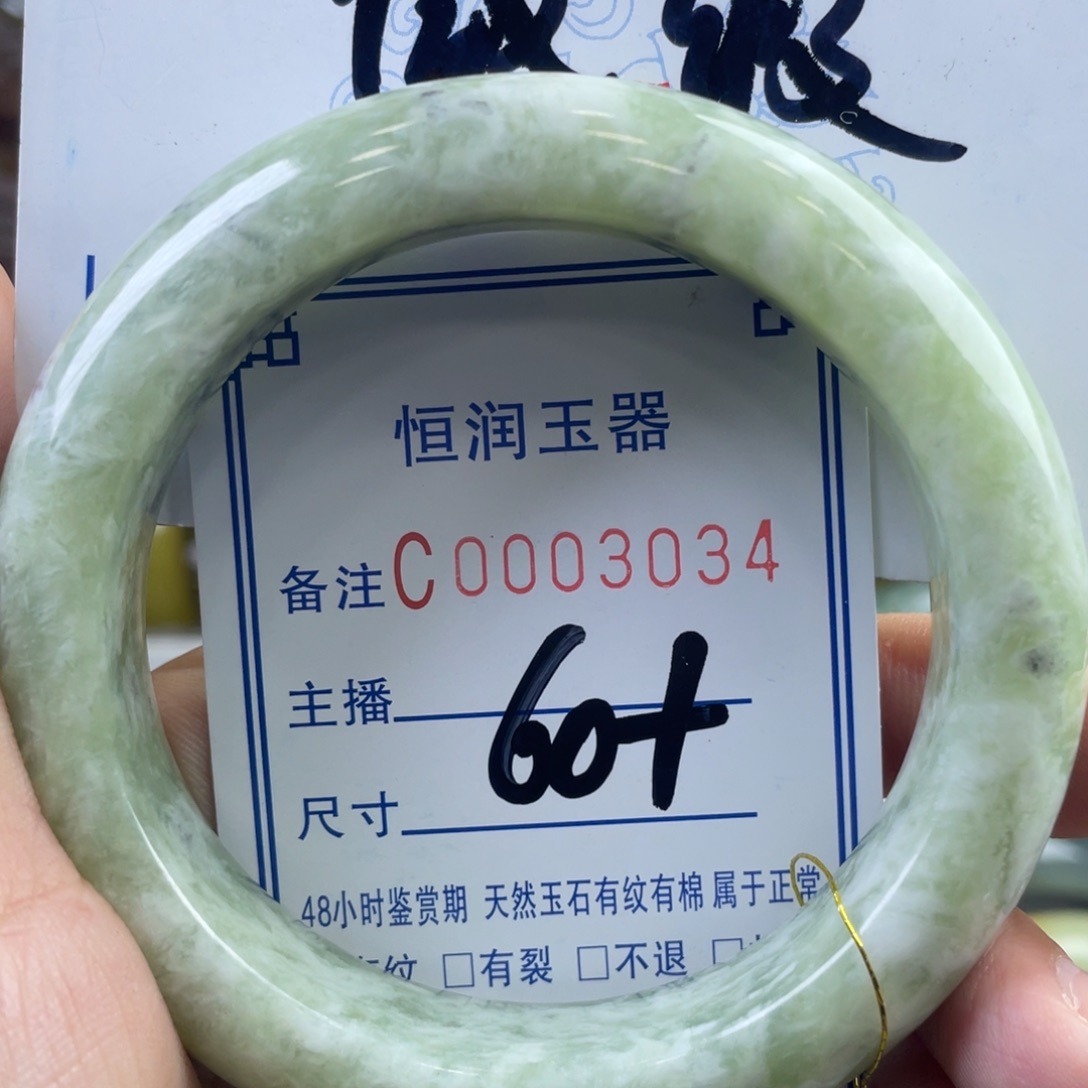 恒润玉器
备注C0003034
主播
60+
尺寸
48小时鉴赏期 天然玉石有纹有棉 属于正常
纹 □有裂 □不退